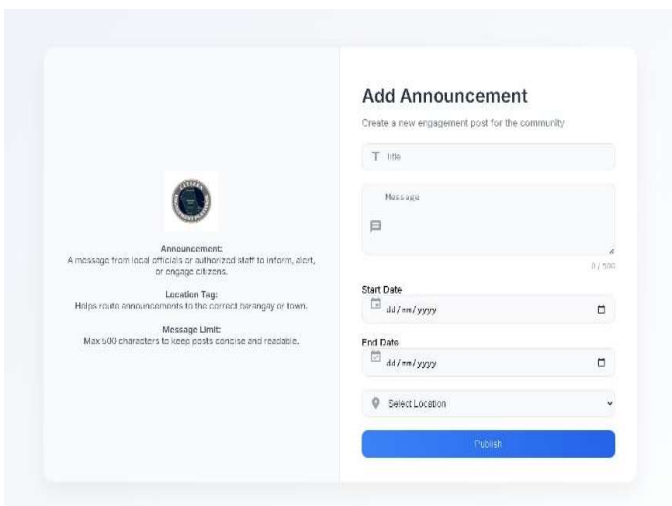 CITIZEN
Announcement:
A message from local officials or authorized staff to inform, alert,
or engage citizens.
Location Tag:
Helps route announcements to the correct barangay or town.
Message Limit:
Max 500 characters to keep posts concise and readable.
Add Announcement
Create a new engagement post for the community
Title
Message
0 / 500
Start Date
dd/mm/yyyy
End Date
dd/mm/yyyy
Select Location
Publish